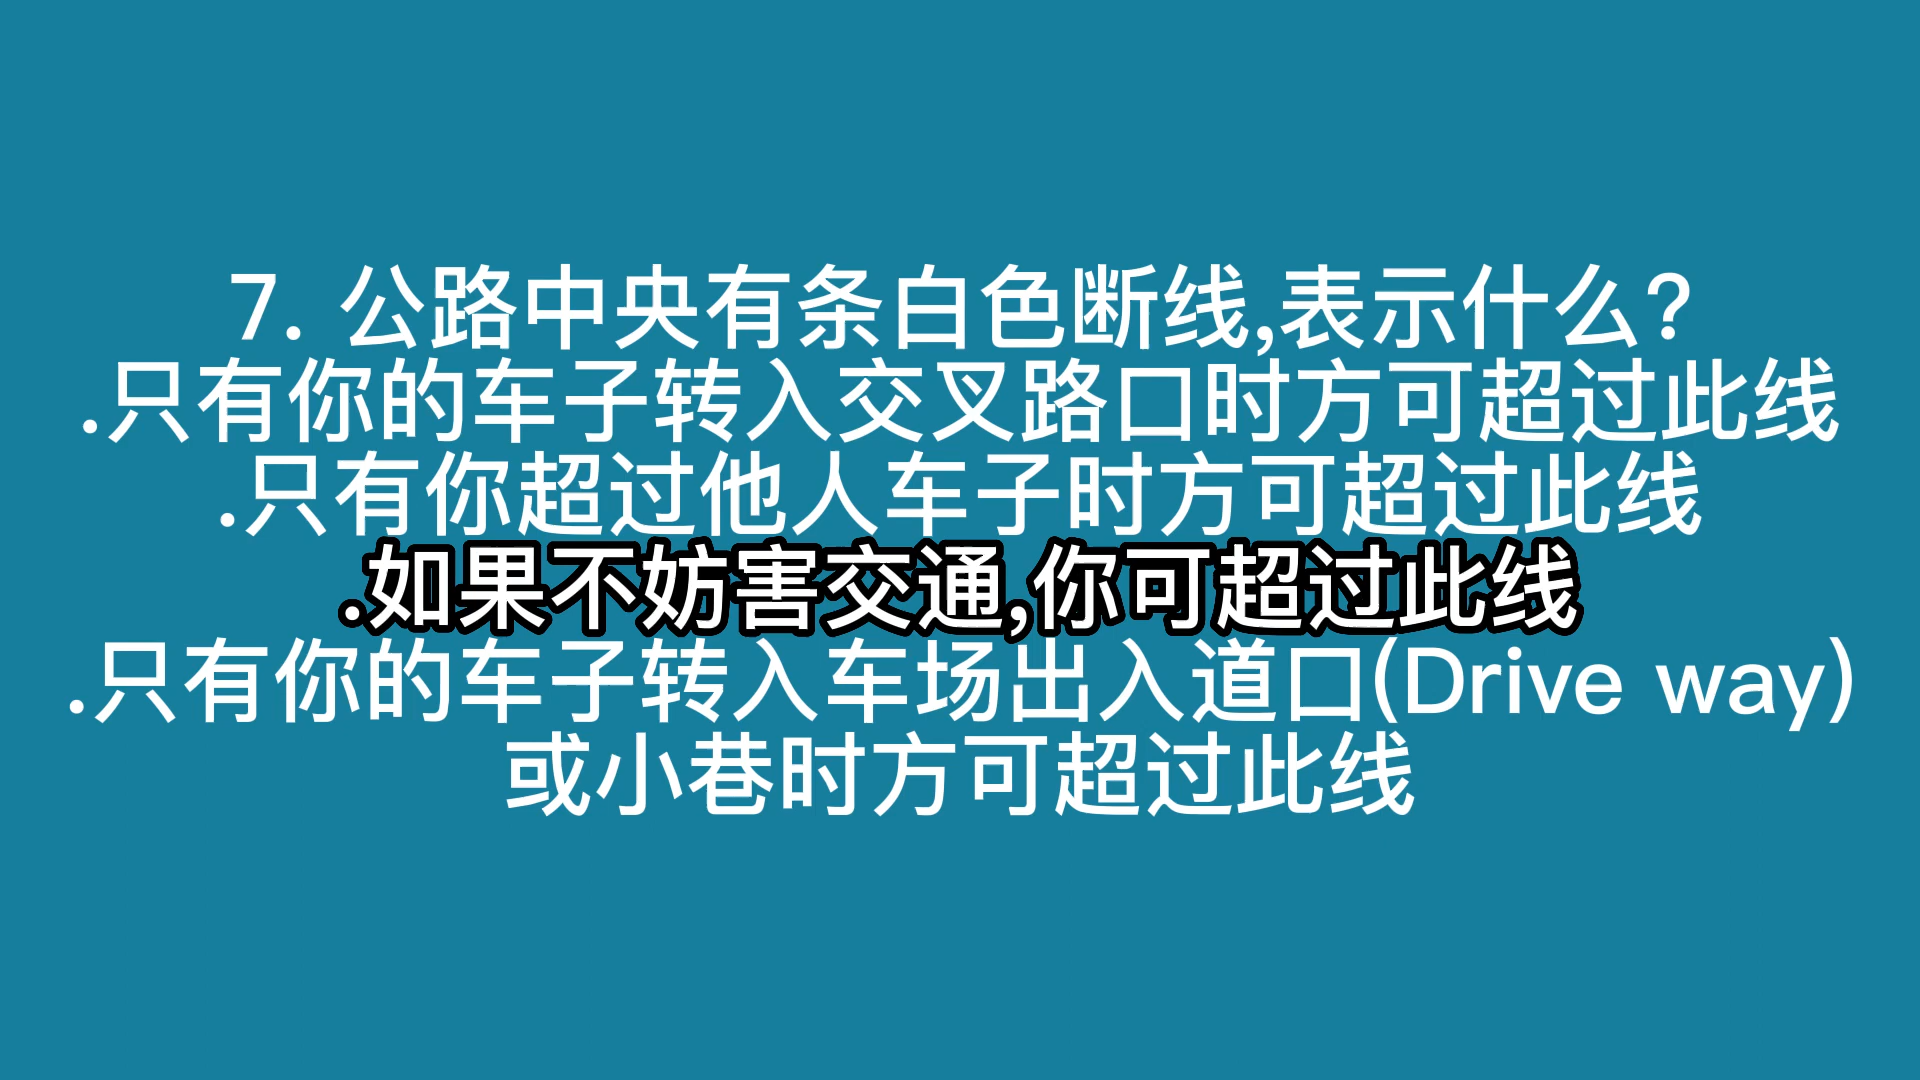 7. 公路中央有条白色断线,表示什么?
.只有你的车子转入交叉路口时方可超过此线
.只有你超过他人车子时方可超过此线
.如果不妨害交通,你可超过此线
.只有你的车子转入车场出入道口(Drive way)
或小巷时方可超过此线